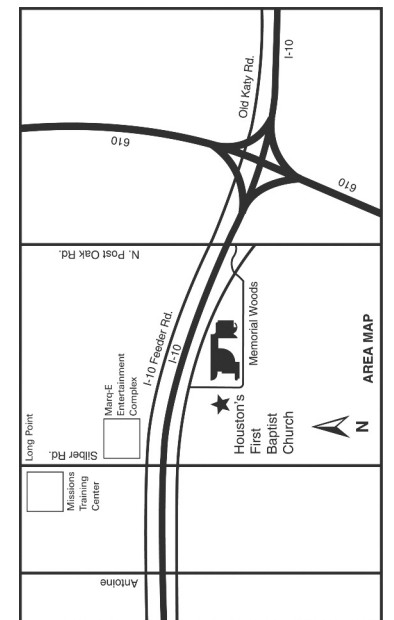 Old Katy Rd.
I-10
610
610
N. Post Oak Rd.
I-10 Feeder Rd.
I-10
Memorial Woods
Marq-E
Entertainment
Complex
AREA MAP
Long Point
Silber Rd.
Houston's
First
Baptist
Church
N
Missions
Training
Center
Antoine